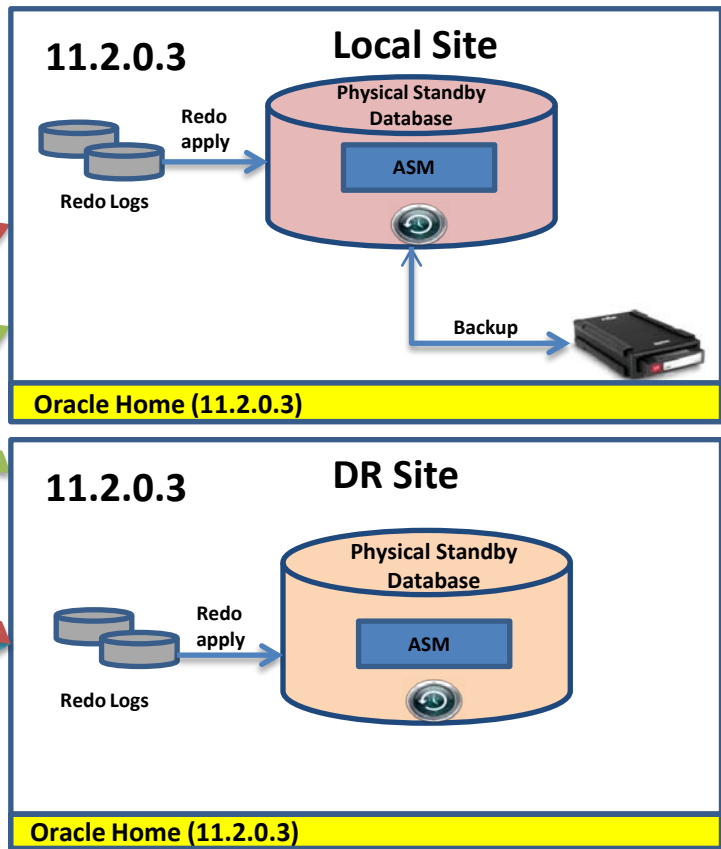 11.2.0.3
Local Site
Physical Standby
Database
Redo
apply
ASM
Redo Logs
Backup
Oracle Home (11.2.0.3)
11.2.0.3
DR Site
Physical Standby
Database
Redo
apply
ASM
Redo Logs
Oracle Home (11.2.0.3)